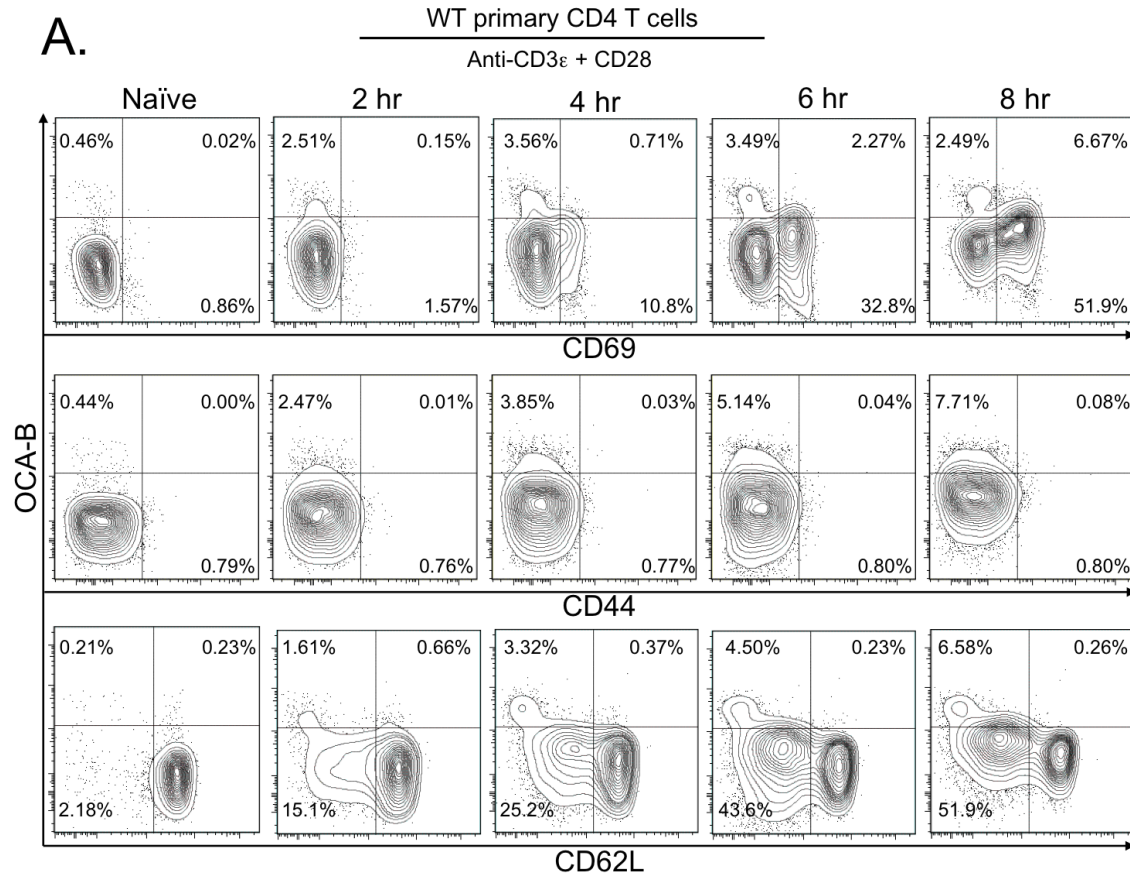 A.
WT primary CD4 T cells
Anti-CD3ε + CD28
Naïve 2 hr 4 hr 6 hr 8 hr
0.46% 0.02% 2.51% 0.15% 3.56% 0.71% 3.49% 2.27% 2.49% 6.67%
0.86% 1.57% 10.8% 32.8% 51.9%
CD69
OCA-B
0.44% 0.00% 2.47% 0.01% 3.85% 0.03% 5.14% 0.04% 7.71% 0.08%
0.79% 0.76% 0.77% 0.80% 0.80%
CD44
0.21% 0.23% 1.61% 0.66% 3.32% 0.37% 4.50% 0.23% 6.58% 0.26%
2.18% 15.1% 25.2% 43.6% 51.9%
CD62L